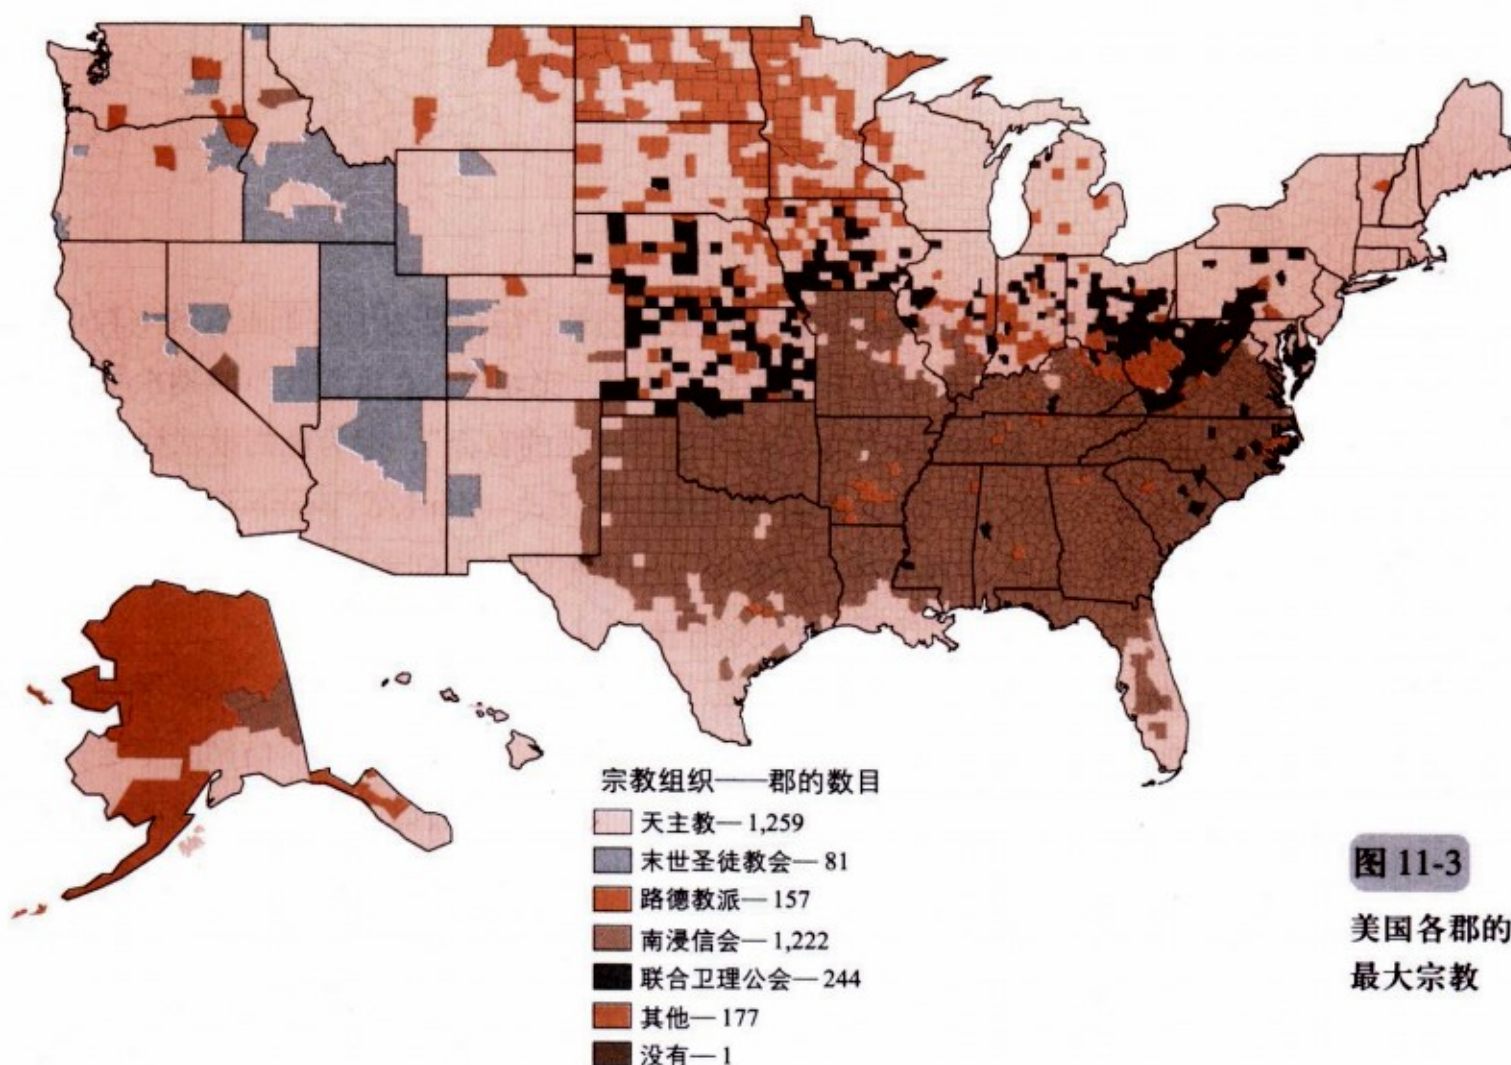 宗教组织——郡的数目
天主教—1,259
末世圣徒教会—81
路德教派—157
南浸信会—1,222
联合卫理公会—244
其他—177
没有—1
图 11-3
美国各郡的
最大宗教